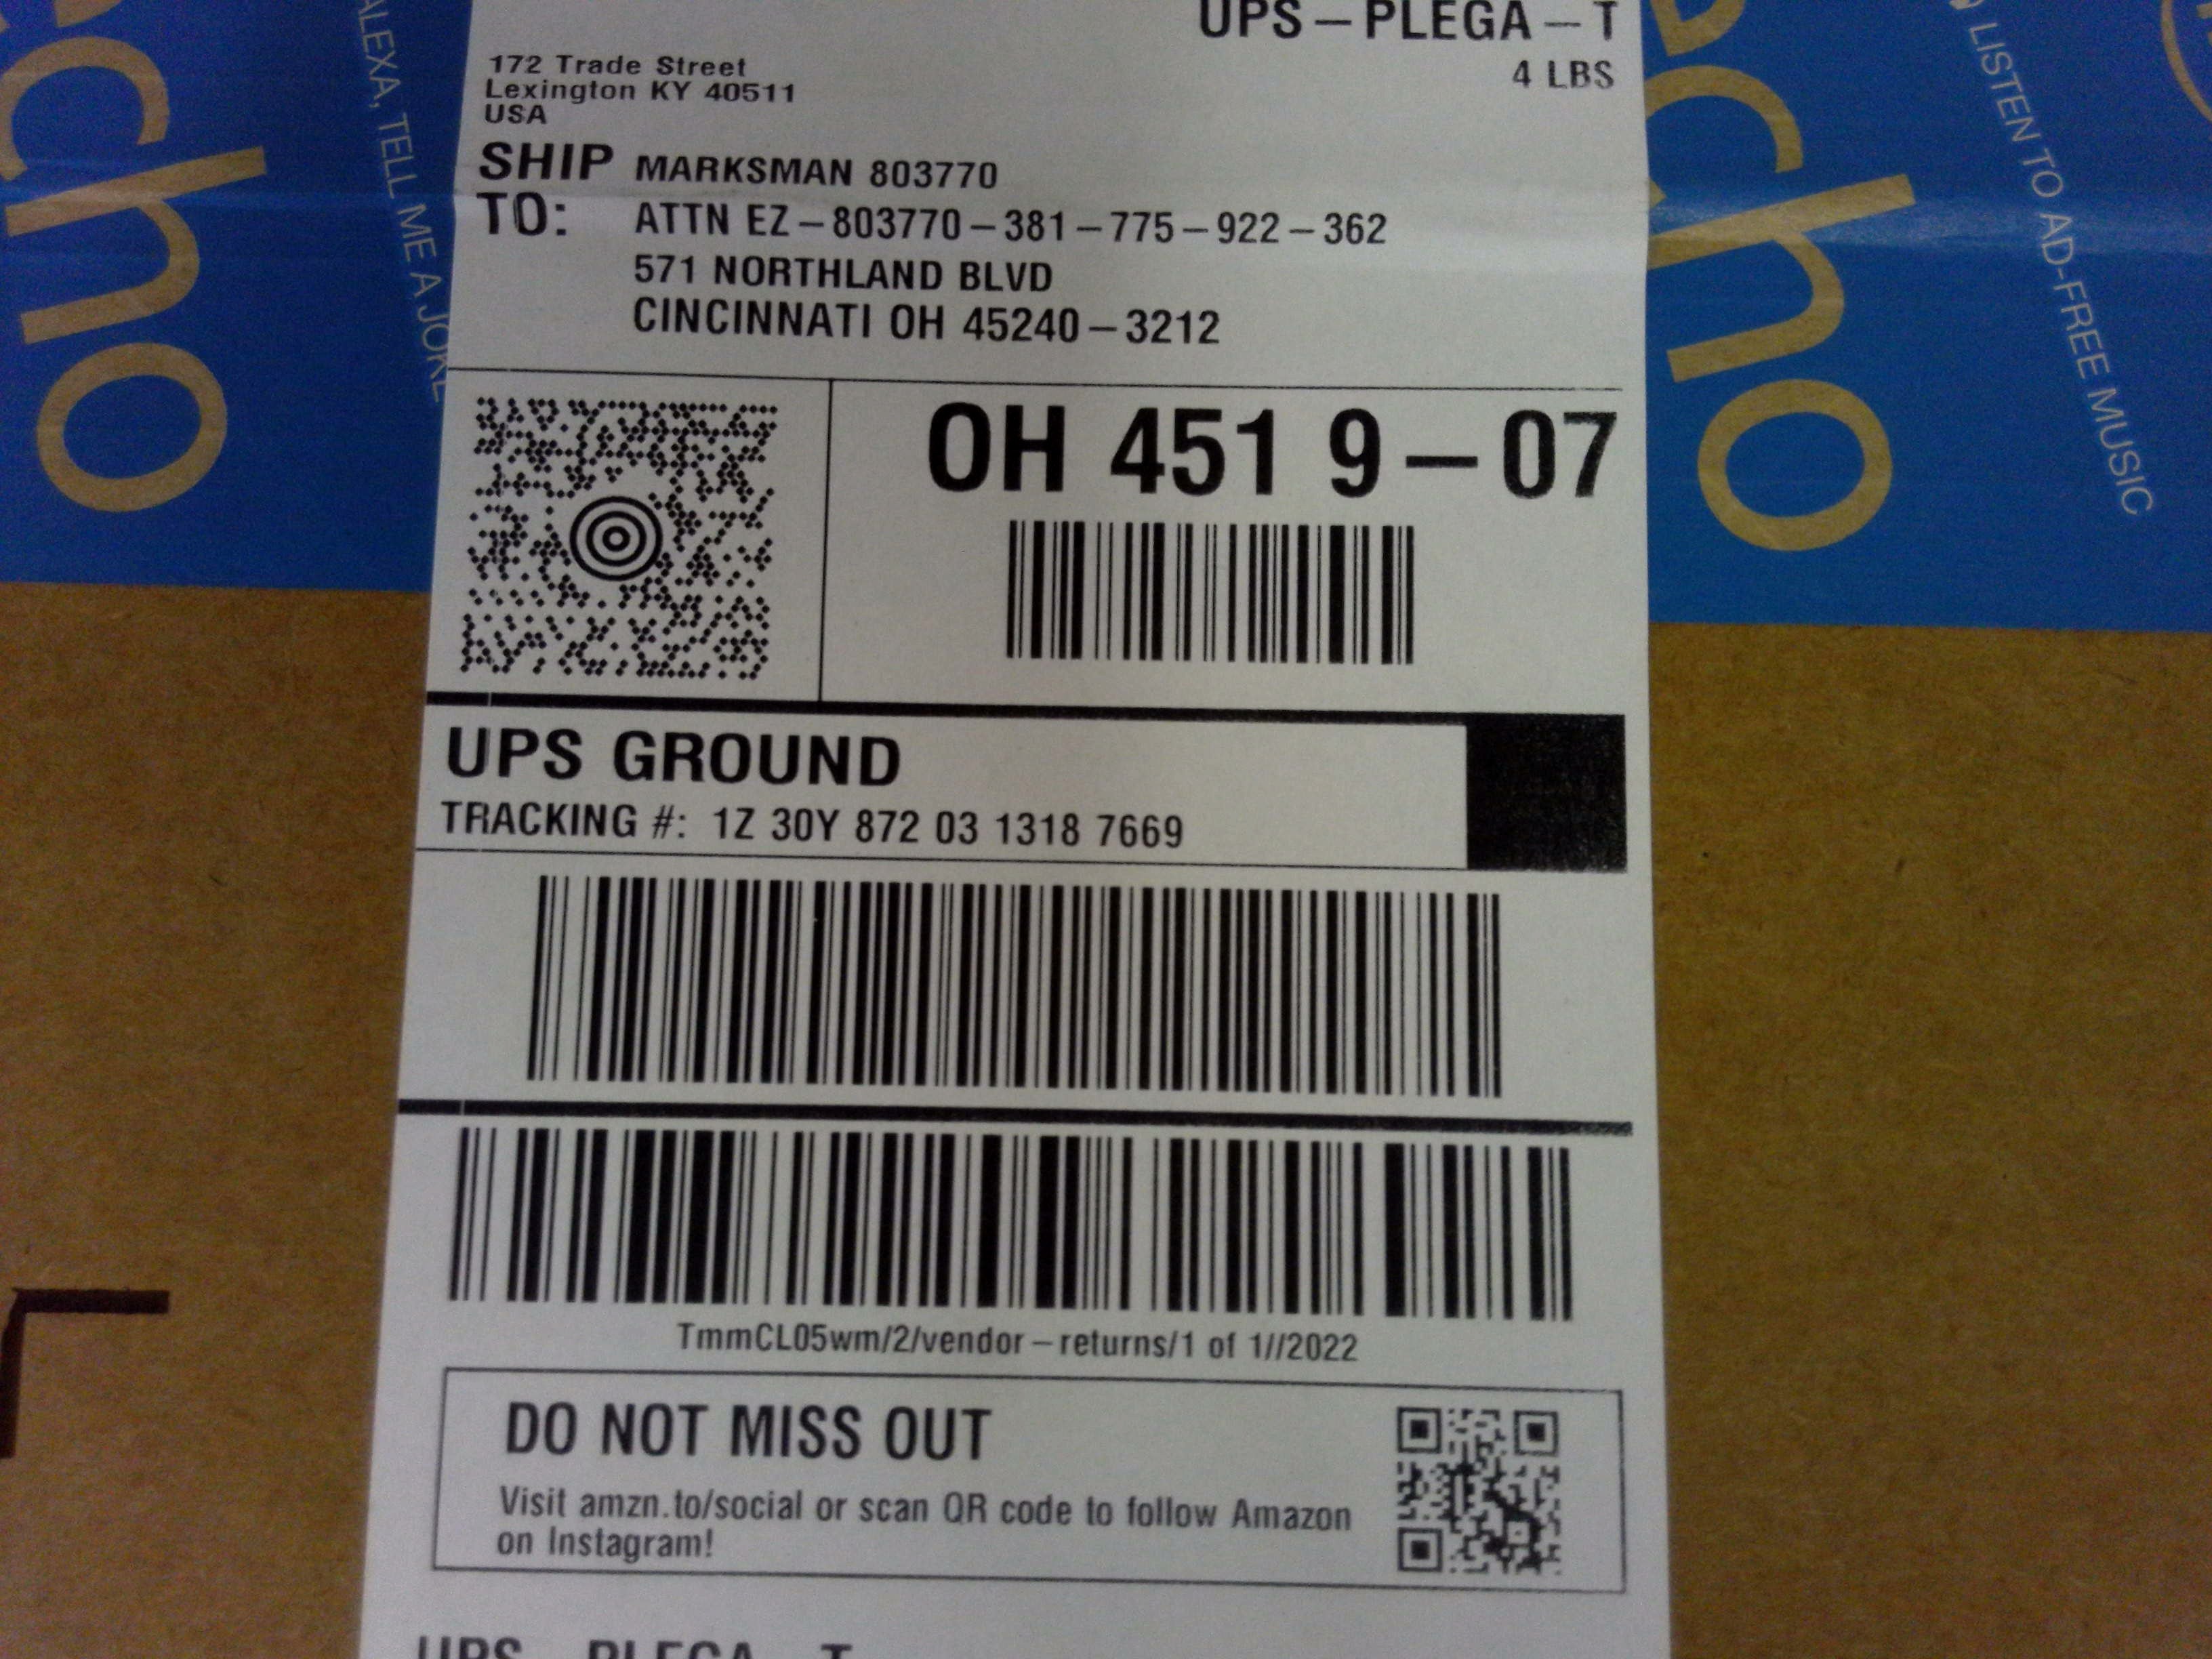 UPS–PLEGA–T
172 Trade Street
4 LBS
Lexington KY 40511
USA
SHIP TO: MARKSMAN 803770
ATTN EZ–803770–381–775–922–362
571 NORTHLAND BLVD
CINCINNATI OH 45240–3212
OH 451 9–07
UPS GROUND
TRACKING #: 1Z 30Y 872 03 1318 7669
TmmCL05wm/2/vendor–returns/1 of 1//2022
DO NOT MISS OUT
Visit amzn.to/social or scan QR code to follow Amazon
on Instagram!
UPS–PLEGA–T
echo
ALEXA, TELL ME A JOKE
echo
LISTEN TO AD-FREE MUSIC